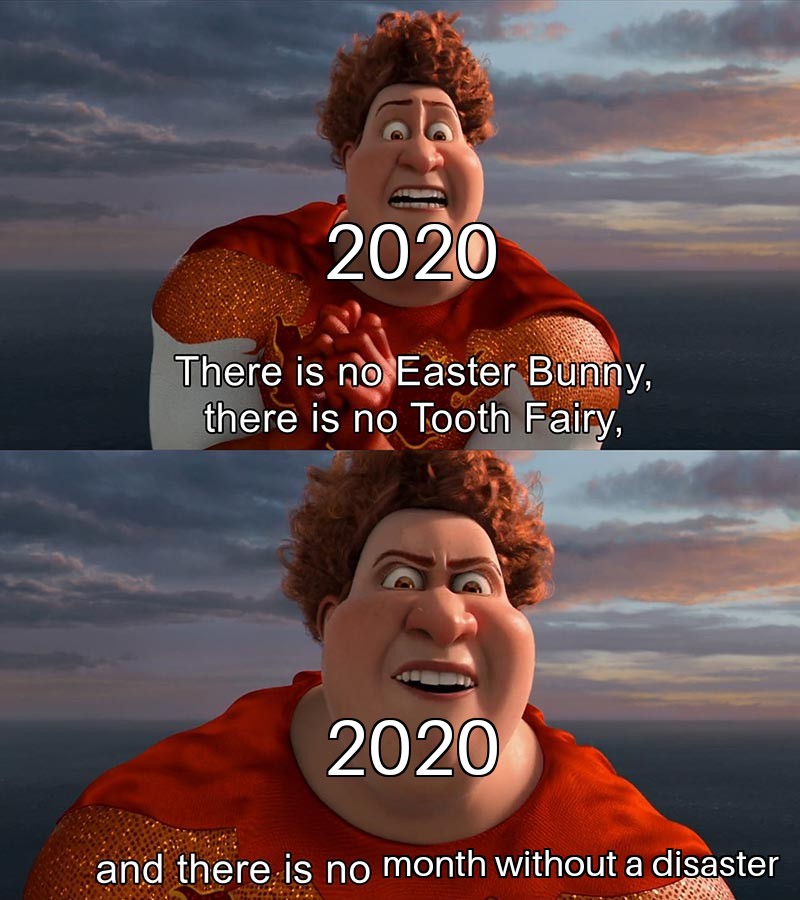 2020
There is no Easter Bunny,
there is no Tooth Fairy,
2020
and there is no month without a disaster